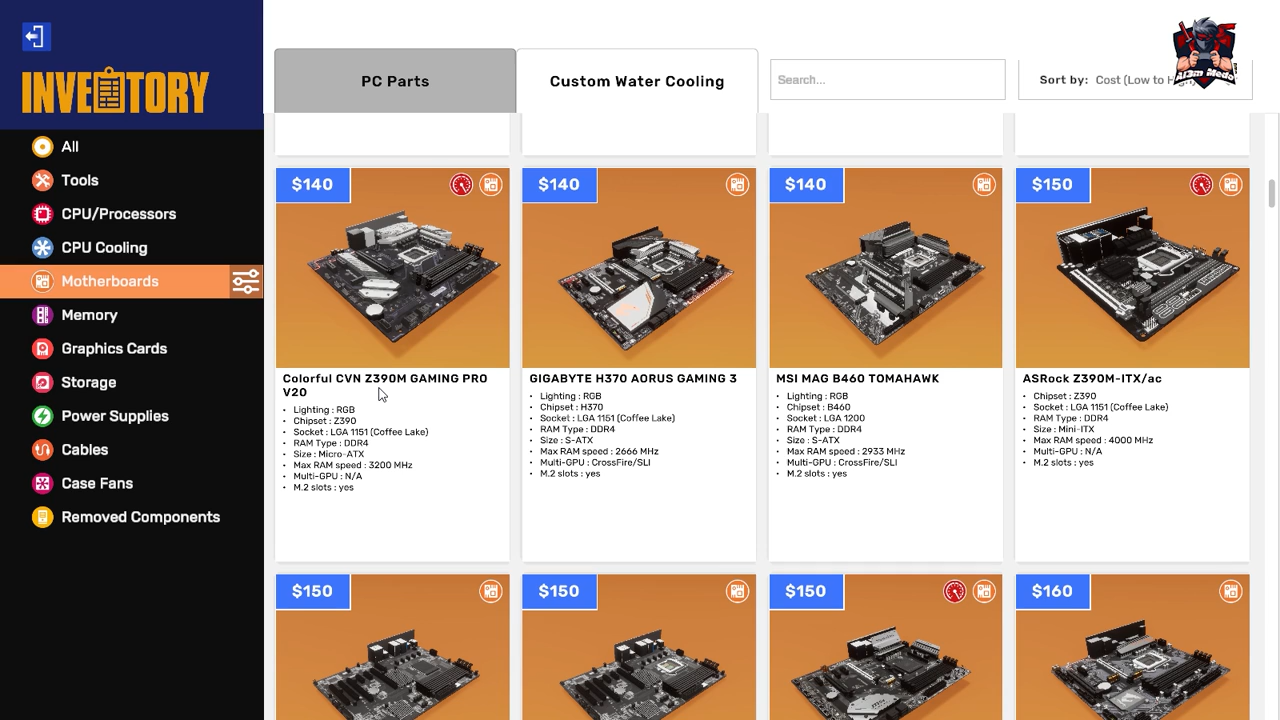 INVENTORY
PC Parts
Custom Water Cooling
Search...
Sort by: Cost (Low to
Al3m Medo
All
Tools
CPU/Processors
CPU Cooling
Motherboards
Memory
Graphics Cards
Storage
Power Supplies
Cables
Case Fans
Removed Components
$140
Colorful CVN Z390M GAMING PRO
V20
• Lighting : RGB
• Chipset : Z390
• Socket : LGA 1151 (Coffee Lake)
• RAM Type : DDR4
• Size : Micro-ATX
• Max RAM speed : 3200 MHz
• Multi-GPU : N/A
• M.2 slots : yes
$140
GIGABYTE H370 AORUS GAMING 3
• Lighting : RGB
• Chipset : H370
• Socket : LGA 1151 (Coffee Lake)
• RAM Type : DDR4
• Size : S-ATX
• Max RAM speed : 2666 MHz
• Multi-GPU : CrossFire/SLI
• M.2 slots : yes
$140
MSI MAG B460 TOMAHAWK
• Lighting : RGB
• Chipset : B460
• Socket : LGA 1200
• RAM Type : DDR4
• Size : S-ATX
• Max RAM speed : 2933 MHz
• Multi-GPU : CrossFire/SLI
• M.2 slots : yes
$150
ASRock Z390M-ITX/ac
• Chipset : Z390
• Socket : LGA 1151 (Coffee Lake)
• RAM Type : DDR4
• Size : Mini-ITX
• Max RAM speed : 4000 MHz
• Multi-GPU : N/A
• M.2 slots : yes
$150
$150
$150
$160